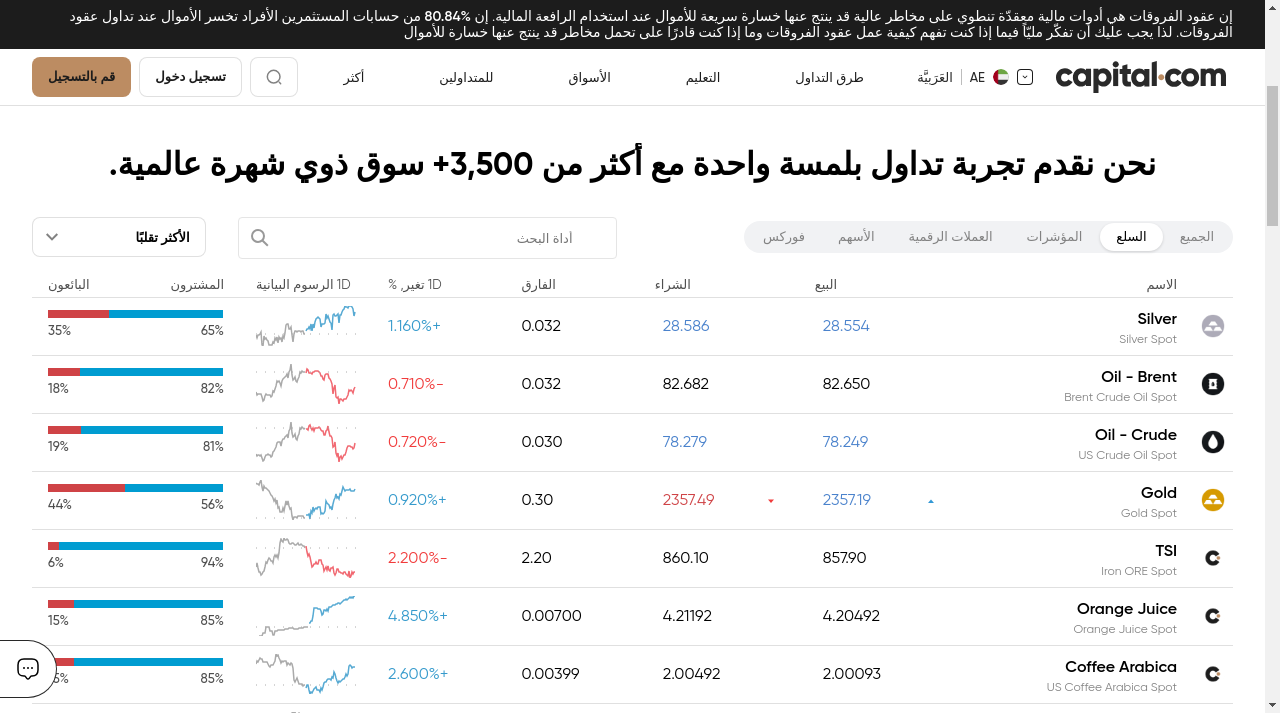 إن عقود الفروقات هي أدوات مالية معقدّة تنطوي على مخاطر عالية قد ينتج عنها خسارة سريعة للأموال عند استخدام الرافعة المالية. إن 80.84% من حسابات المستثمرين الأفراد تخسر الأموال عند تداول عقود
الفروقات. لذا يجب عليك أن تفكّر مليّاً فيما إذا كنت تفهم كيفية عمل عقود الفروقات وما إذا كنت قادرًا على تحمل مخاطر قد ينتج عنها خسارة للأموال
capital.com AE العَرَبِيَّة طرق التداول التعليم الأسواق للمتداولين أكثر تسجيل دخول قم بالتسجيل
نحن نقدم تجربة تداول بلمسة واحدة مع أكثر من 3,500+ سوق ذوي شهرة عالمية.
الجميع السلع المؤشرات العملات الرقمية الأسهم فوركس أداة البحث الأكثر تقلبًا
الاسم البيع الشراء الفارق 1D تغير, % 1D الرسوم البيانية المشترون البائعون
Silver 28.554 28.586 0.032 1.160%+ 65% 35%
Silver Spot
Oil - Brent 82.650 82.682 0.032 0.710%- 82% 18%
Brent Crude Oil Spot
Oil - Crude 78.249 78.279 0.030 0.720%- 81% 19%
US Crude Oil Spot
Gold 2357.19 2357.49 0.30 0.920%+ 56% 44%
Gold Spot
TSI 857.90 860.10 2.20 2.200%- 94% 6%
Iron ORE Spot
Orange Juice 4.20492 4.21192 0.00700 4.850%+ 85% 15%
Orange Juice Spot
Coffee Arabica 2.00093 2.00492 0.00399 2.600%+ 85%
US Coffee Arabica Spot